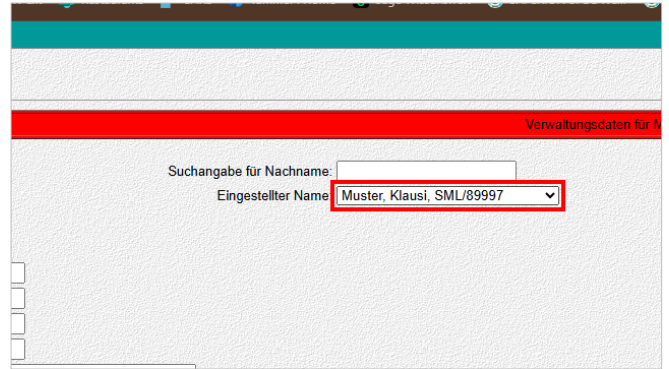 Verwaltungsdaten für M
Suchangabe für Nachname:
Eingestellter Name: Muster, Klausi, SML/89997